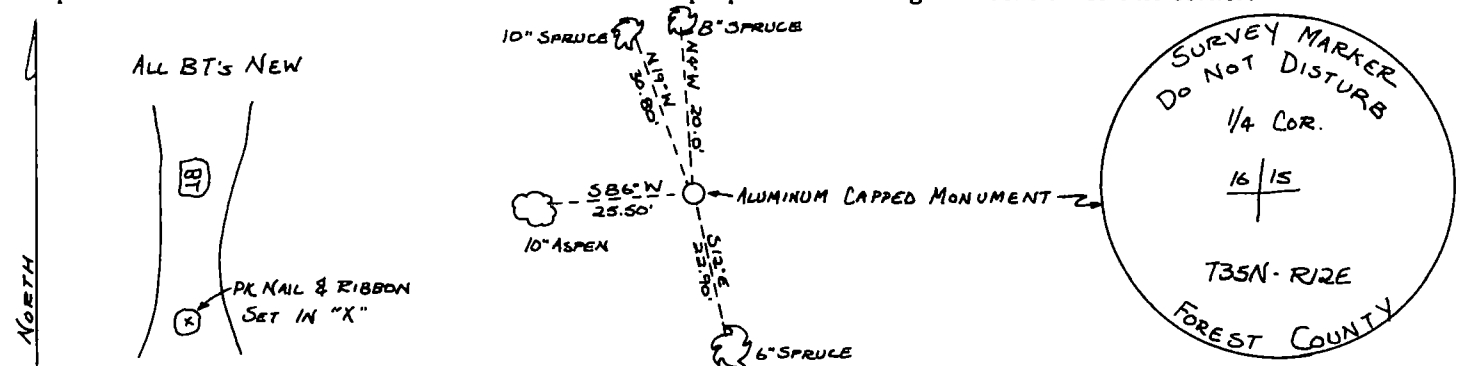 NORTH
ALL BT's NEW
BT
PK NAIL & RIBBON
SET IN "X"
X
10" SPRUCE
8" SPRUCE
N19°W
30.80'
N4°W 20.0'
S86°W
25.50'
10" ASPEN
ALUMINUM CAPPED MONUMENT
S12°E
22.90'
6" SPRUCE
SURVEY MARKER
DO NOT DISTURB
1/4 COR.
16 | 15
T35N-R12E
FOREST COUNTY